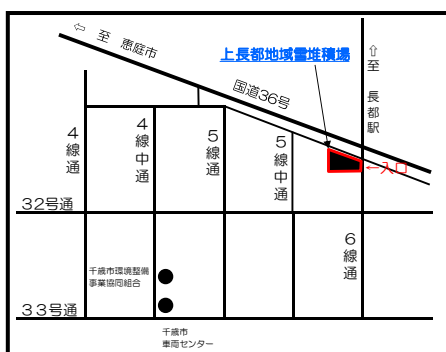 ⇦ 至 恵庭市
上長都地域雪堆積場
⇧至 長都駅
国道36号
4線通
4線中通
5線通
5線中通
←入口
32号通
6線通
千歳市環境整備
事業協同組合
33号通
千歳市
車両センター